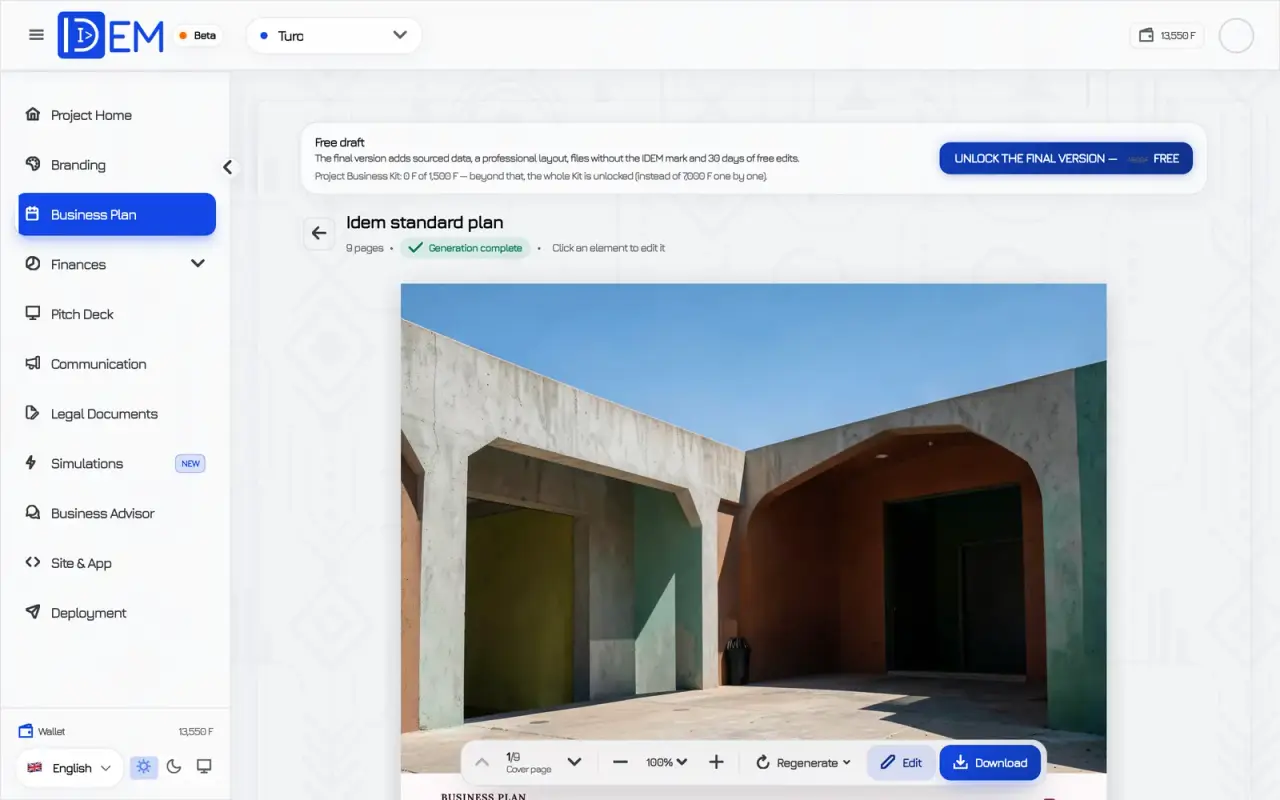 IDEM
Beta
Turc
13,550 F
Project Home
Branding
Business Plan
Finances
Pitch Deck
Communication
Legal Documents
Simulations
NEW
Business Advisor
Site & App
Deployment
Wallet
13,550 F
English
Free draft
The final version adds sourced data, a professional layout, files without the IDEM mark and 30 days of free edits.
Project Business Kit: 0 F of 1,500 F — beyond that, the whole Kit is unlocked (instead of 7,000 F one by one).
UNLOCK THE FINAL VERSION — FREE
Idem standard plan
9 pages • Generation complete • Click an element to edit it
1/9
Cover page
100%
Regenerate
Edit
Download
BUSINESS PLAN